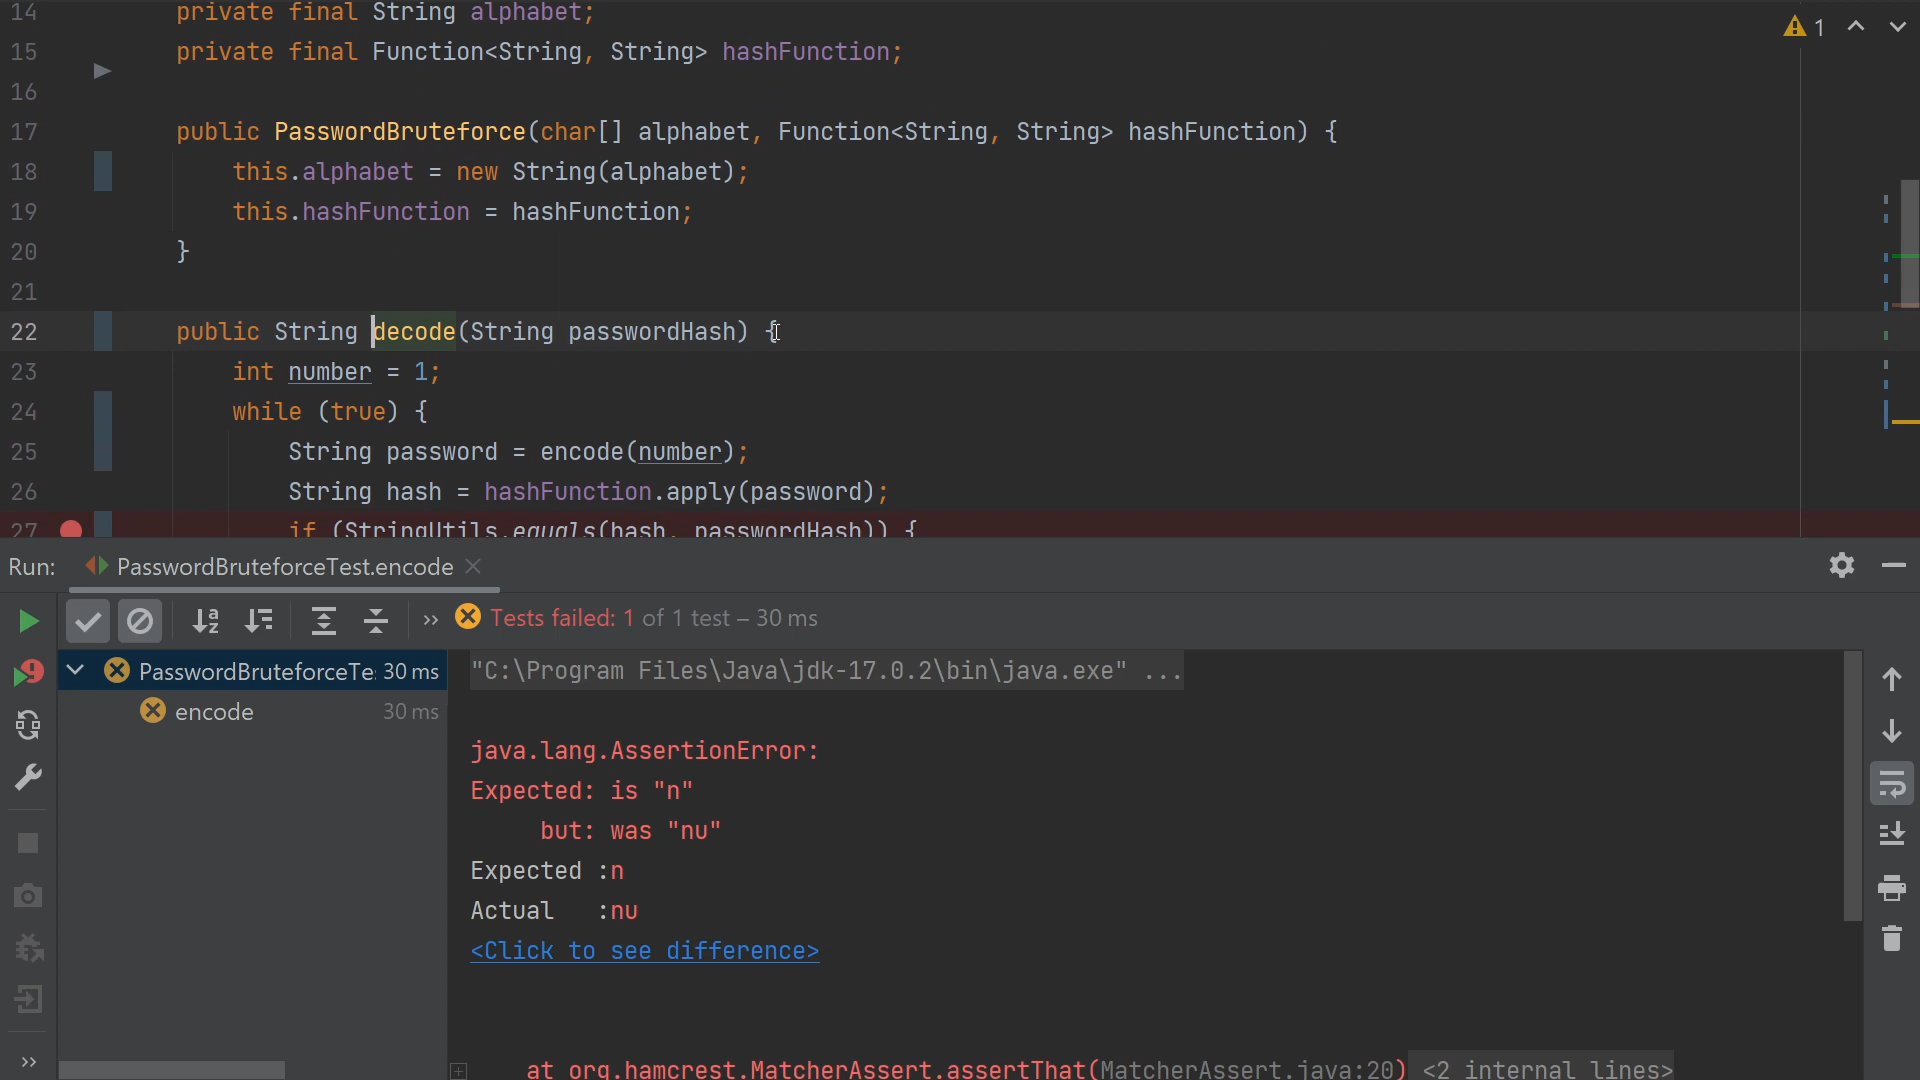 14 private final String alphabet;
15 private final Function<String, String> hashFunction;
16
17 public PasswordBruteforce(char[] alphabet, Function<String, String> hashFunction) {
18 this.alphabet = new String(alphabet);
19 this.hashFunction = hashFunction;
20 }
21
22 public String decode(String passwordHash) {
23 int number = 1;
24 while (true) {
25 String password = encode(number);
26 String hash = hashFunction.apply(password);
27 if (StringUtils.equals(hash, passwordHash)) {
1
Run: PasswordBruteforceTest.encode
Tests failed: 1 of 1 test – 30 ms
PasswordBruteforceTe: 30 ms
encode 30 ms
"C:\Program Files\Java\jdk-17.0.2\bin\java.exe" ...
java.lang.AssertionError:
Expected: is "n"
but: was "nu"
Expected :n
Actual :nu
<Click to see difference>
at org.hamcrest.MatcherAssert.assertThat(MatcherAssert.java:20) <2 internal lines>